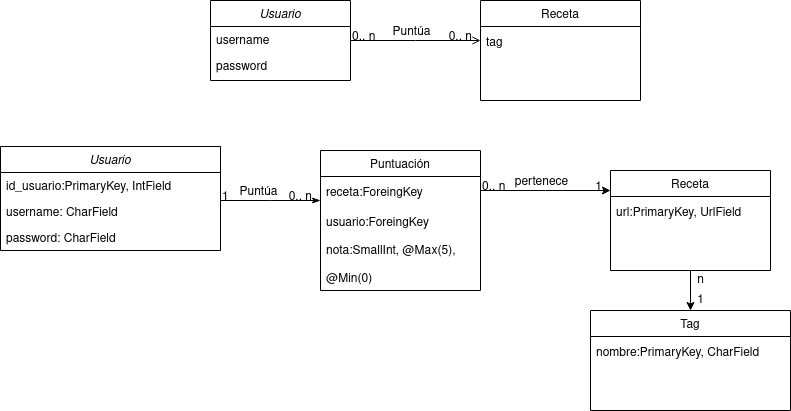 Usuario
username
password
0.. n
Puntúa
0.. n
Receta
tag
Usuario
id_usuario:PrimaryKey, IntField
username: CharField
password: CharField
1
Puntúa
0.. n
Puntuación
receta:ForeingKey
usuario:ForeingKey
nota:SmallInt, @Max(5),
@Min(0)
0.. n
pertenece
1
Receta
url:PrimaryKey, UrlField
n
1
Tag
nombre:PrimaryKey, CharField